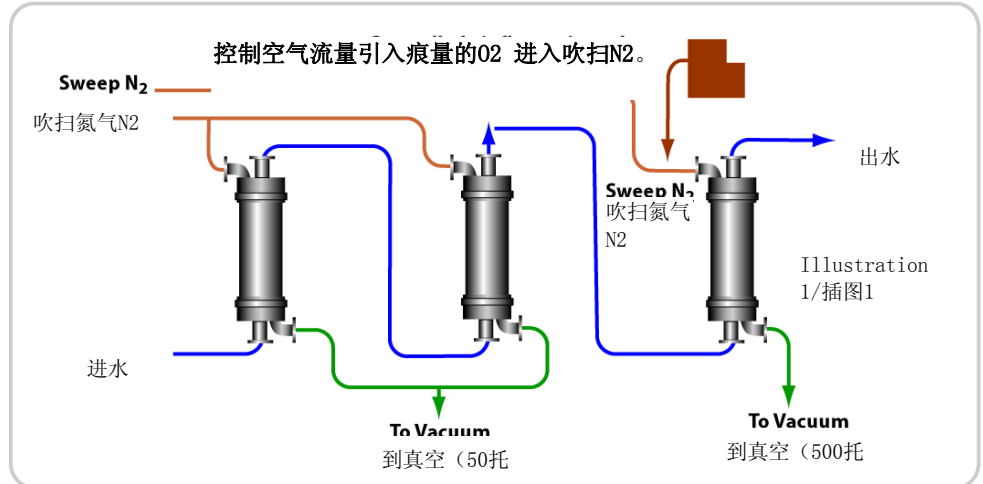 控制空气流量引入痕量的O2 进入吹扫N2。
Sweep N2
吹扫氮气N2
出水
Sweep N2
吹扫氮气
N2
Illustration
1/插图1
进水
To Vacuum
到真空（50托
To Vacuum
到真空（500托